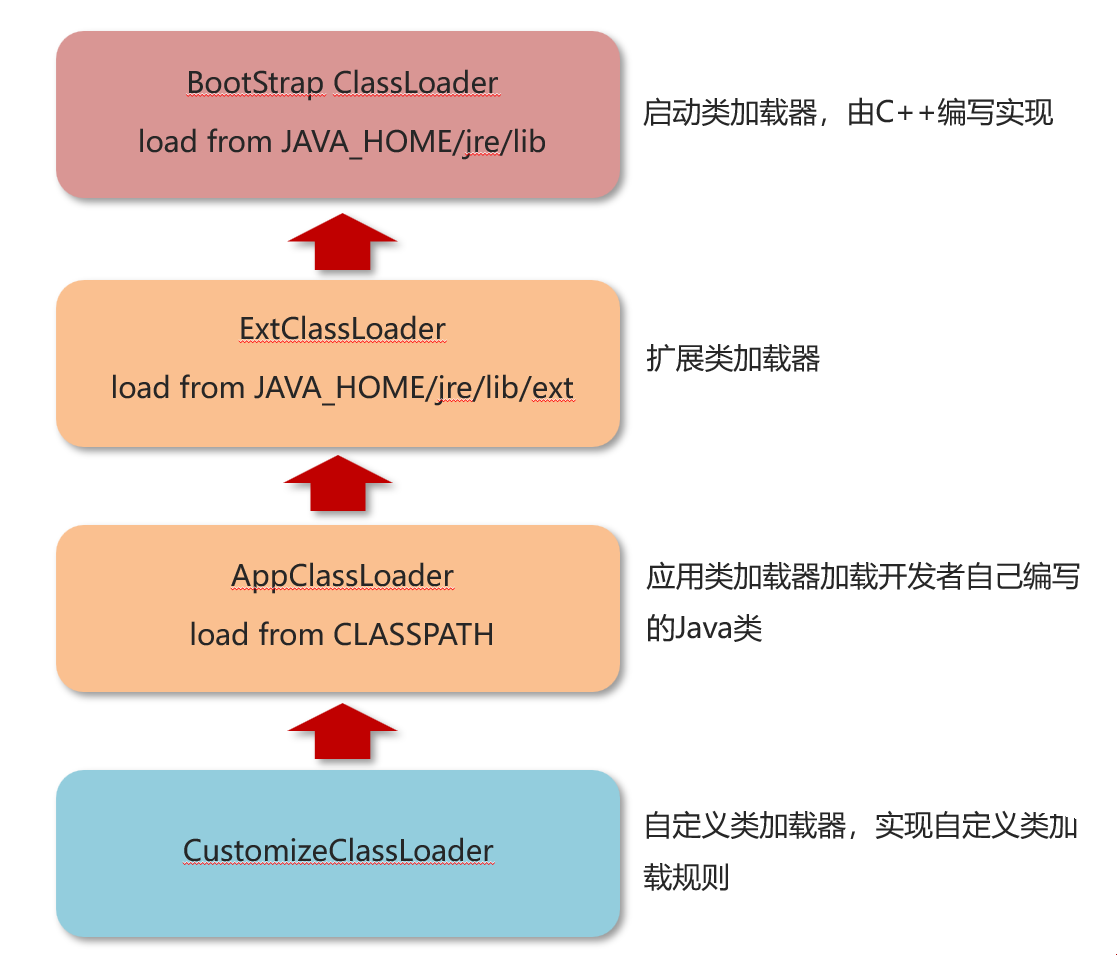 BootStrap ClassLoader
load from JAVA_HOME/jre/lib
启动类加载器，由C++编写实现
ExtClassLoader
load from JAVA_HOME/jre/lib/ext
扩展类加载器
AppClassLoader
load from CLASSPATH
应用类加载器加载开发者自己编写
的Java类
CustomizeClassLoader
自定义类加载器，实现自定义类加
载规则